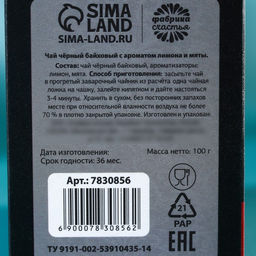 SIMA
LAND
SIMA-LAND.RU
фабрика
счастья
Чай чёрный байховый с ароматом лимона и мяты.
Состав: чай чёрный байховый, ароматизаторы:
лимон, мята. Способ приготовления: засыпьте чай
в прогретый заварочный чайник из расчёта одна чайная
ложка на чашку, залейте кипятком и дайте настояться
3-4 минуты. Хранить в сухом, без посторонних запахов
месте при относительной влажности воздуха не более
70 % в плотно закрытой упаковке. Изготовлен и упакован:
Дата изготовления:
Срок годности: 36 мес.
Масса нетто: 100 г
Арт.: 7830856
6 900078 308562
21
PAP
ЕАС
ТУ 9191-002-53910435-14